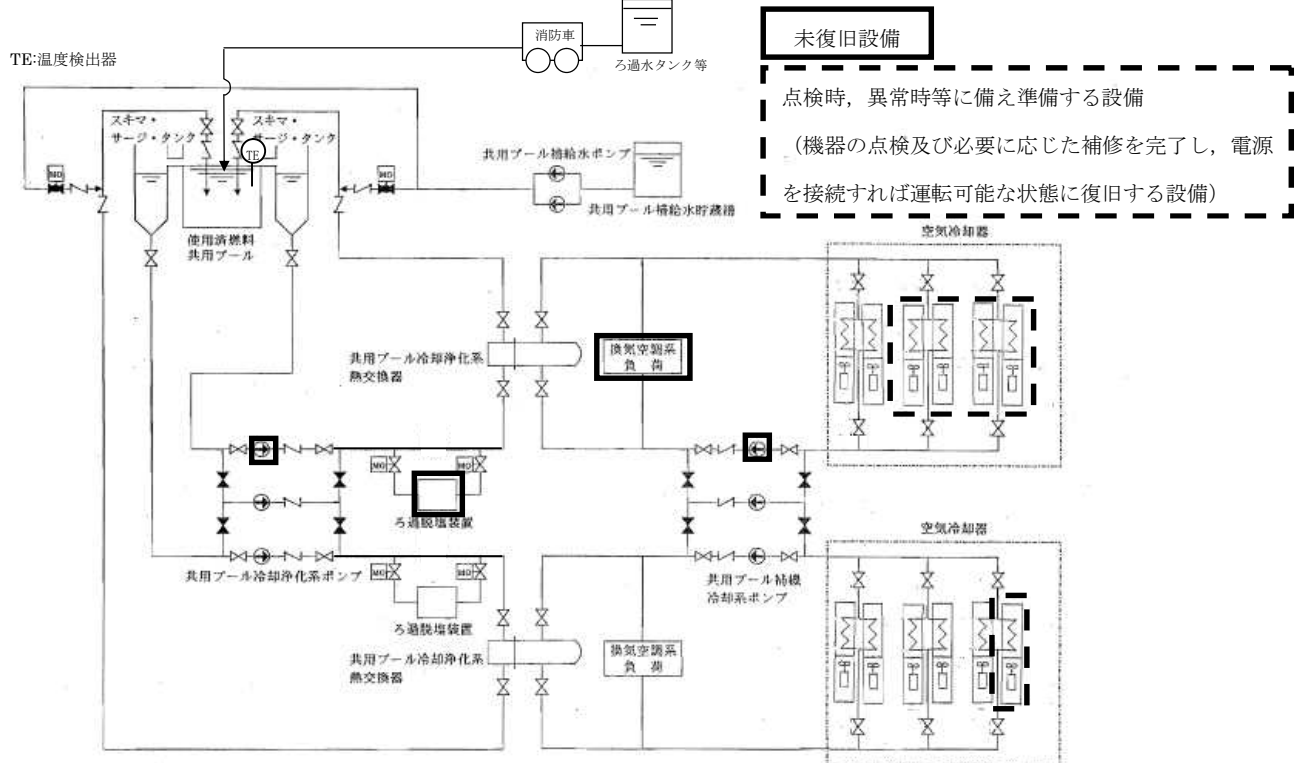 消防車
ろ過水タンク等
未復旧設備
TE:温度検出器
点検時，異常時等に備え準備する設備
（機器の点検及び必要に応じた補修を完了し，電源
を接続すれば運転可能な状態に復旧する設備）
スキマ・
サージ・タンク
スキマ・
サージ・タンク
TE
MO
MO
共用プール補給水ポンプ
共用プール補給水貯蔵槽
使用済燃料
共用プール
空気冷却器
共用プール冷却浄化系
熱交換器
換気空調系
負荷
MO
MO
ろ過脱塩装置
空気冷却器
共用プール冷却浄化系ポンプ
MO
MO
共用プール補機
冷却系ポンプ
ろ過脱塩装置
共用プール冷却浄化系
熱交換器
換気空調系
負荷